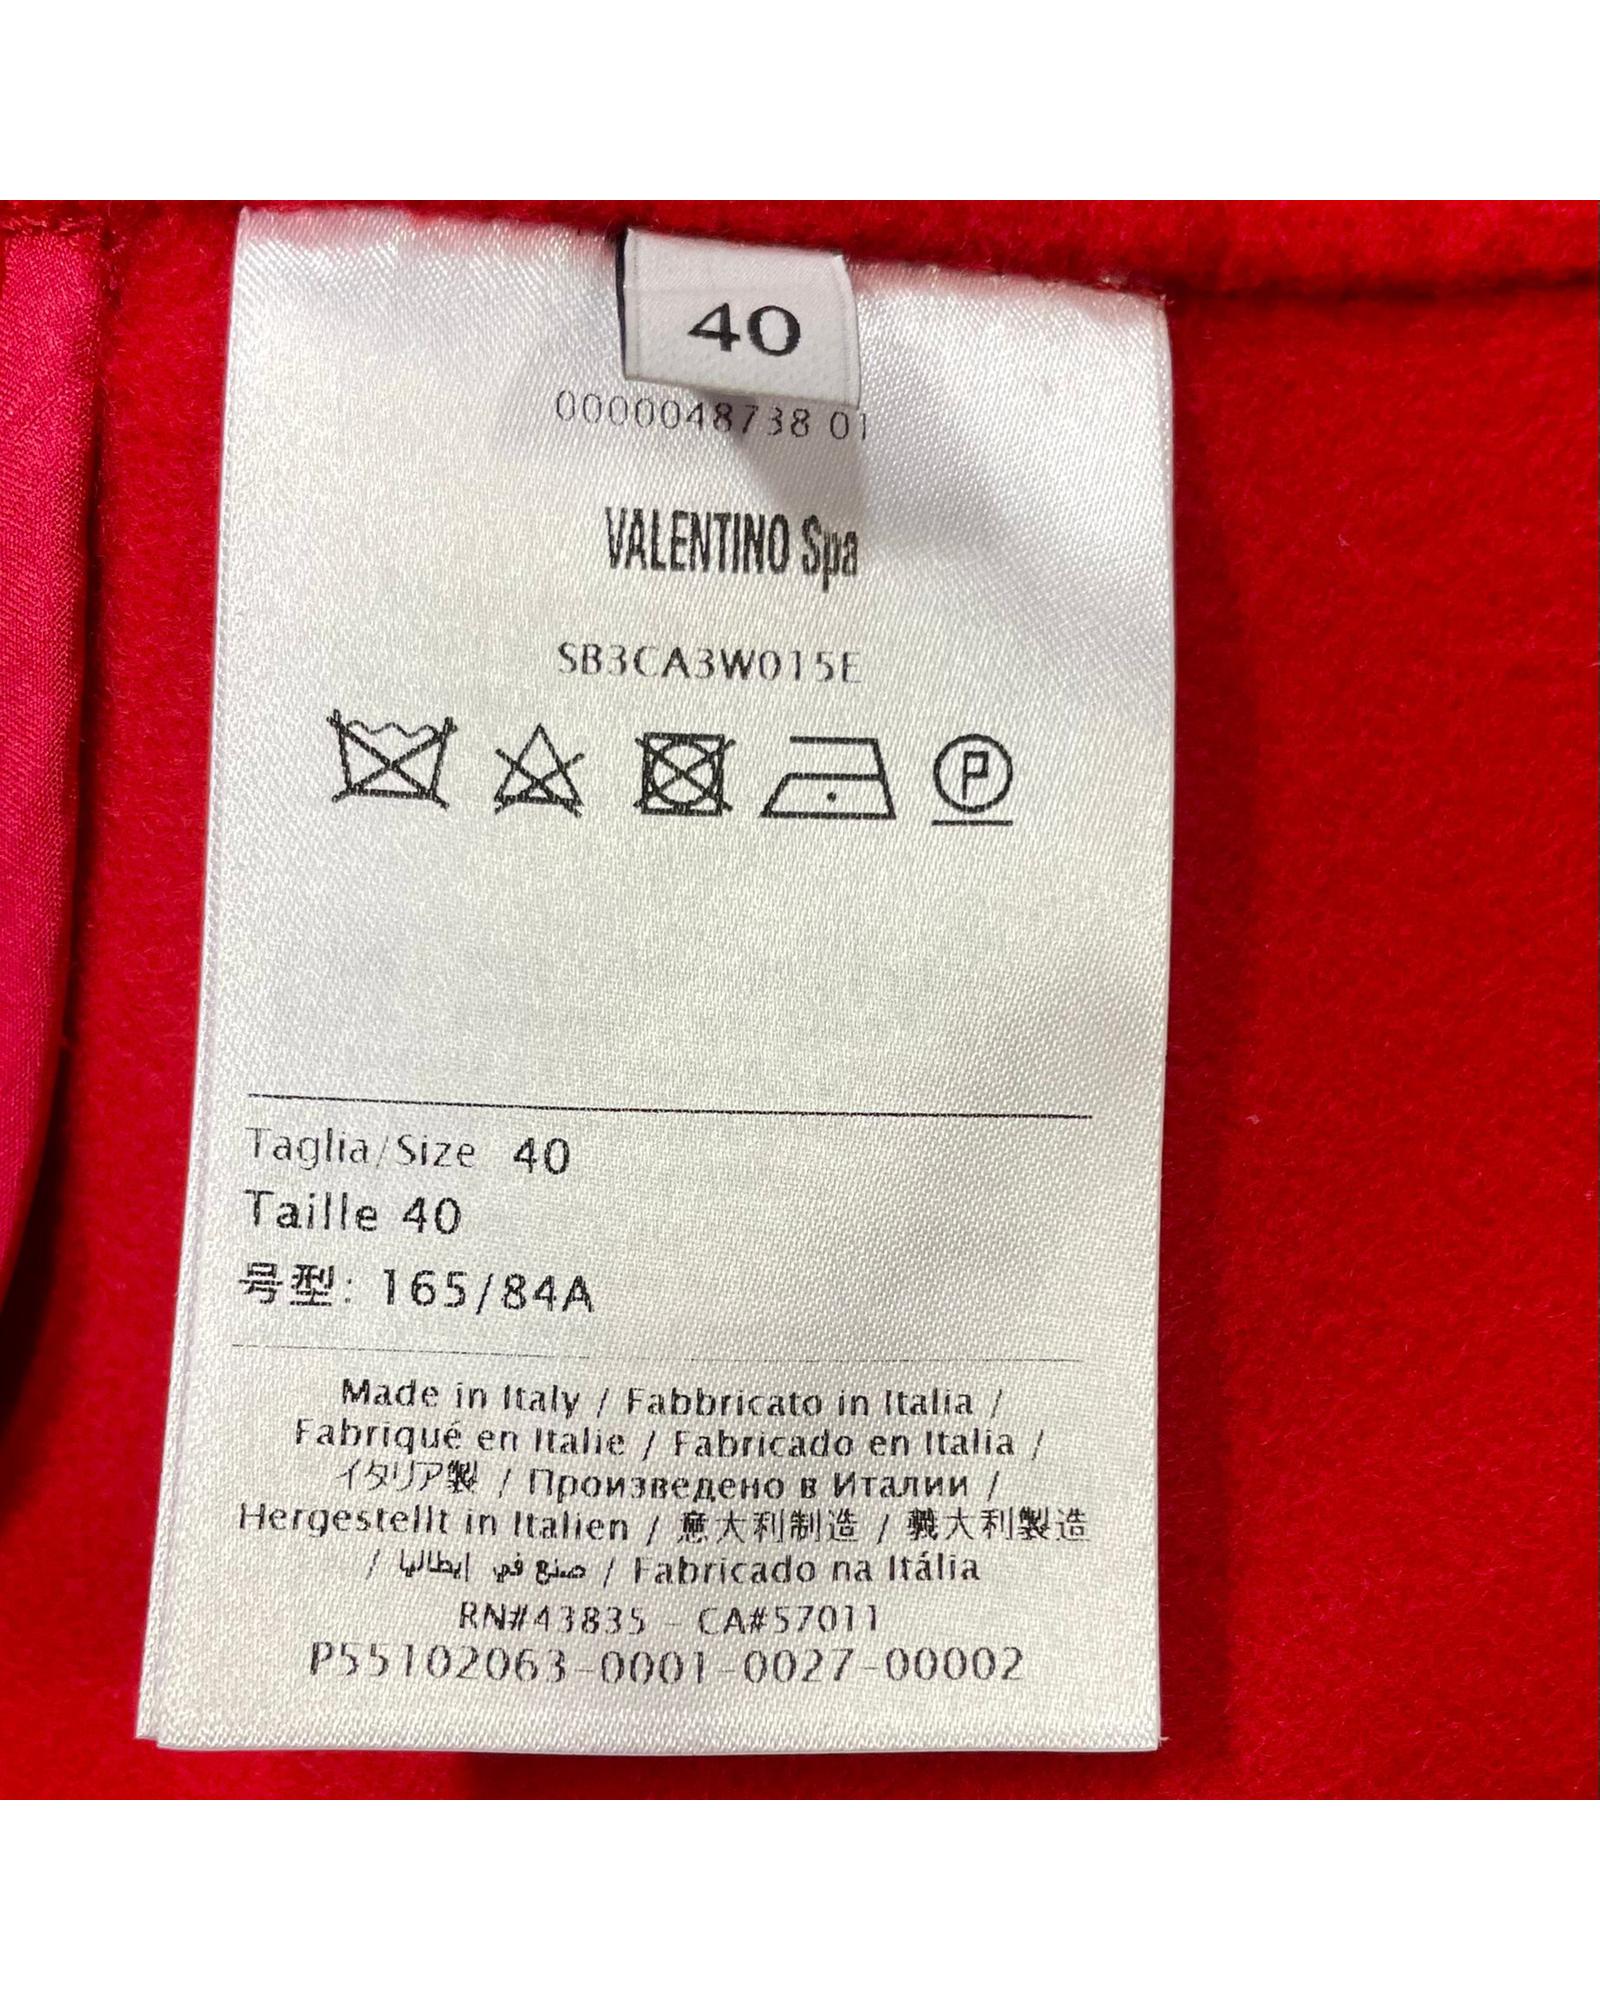 40
0000048738 01
VALENTINO Spa
SB3CA3W015E
P
Taglia/Size 40
Taille 40
号型: 165/84A
Made in Italy / Fabbricato in Italia /
Fabriqué en Italie / Fabricado en Italia /
イタリア製 / Произведено в Италии /
Hergestellt in Italien / 意大利制造 / 義大利製造
/ صنع في إيطاليا / Fabricado na Itália
RN#43835 - CA#57011
P55102063-0001-0027-00002